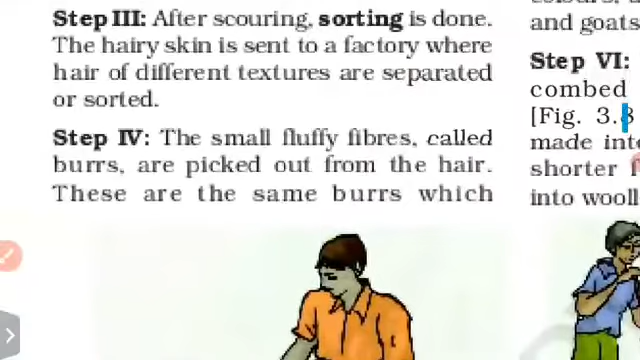 Step III: After scouring, sorting is done.
The hairy skin is sent to a factory where
hair of different textures are separated
or sorted.
Step IV: The small fluffy fibres, called
burrs, are picked out from the hair.
These are the same burrs which
and goats
Step VI:
combed
[Fig. 3.8
made into
shorter
into wooll